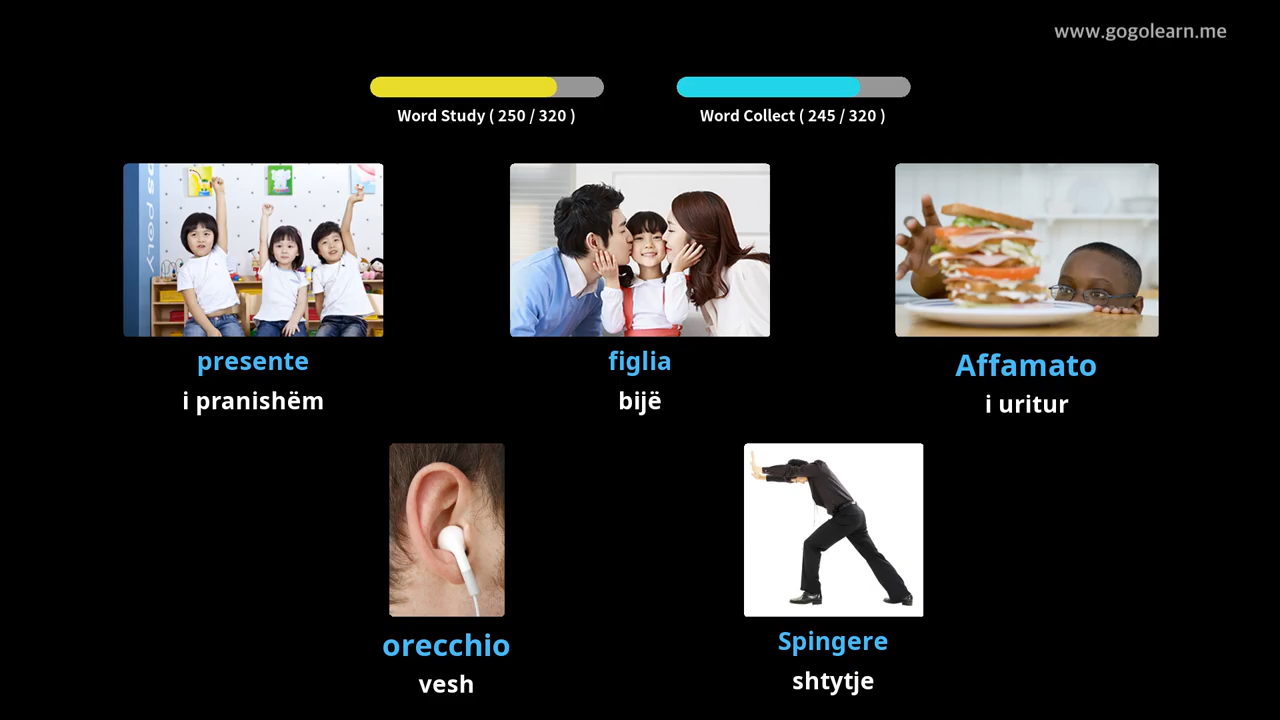 www.gogolearn.me
Word Study ( 250 / 320 )
Word Collect ( 245 / 320 )
presente
i pranishëm
figlia
bijë
Affamato
i uritur
orecchio
vesh
Spingere
shtytje